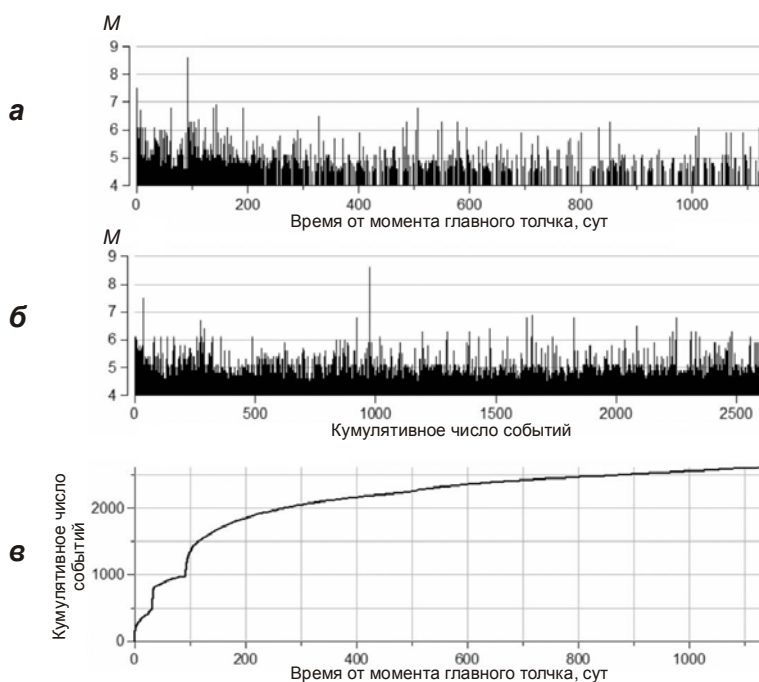 M
а
9
8
7
6
5
4
0 200 400 600 800 1000
Время от момента главного толчка, сут
M
б
9
8
7
6
5
4
0 500 1000 1500 2000 2500
Кумулятивное число событий
в
Кумулятивное число
событий
2000
1000
0
0 200 400 600 800 1000
Время от момента главного толчка, сут